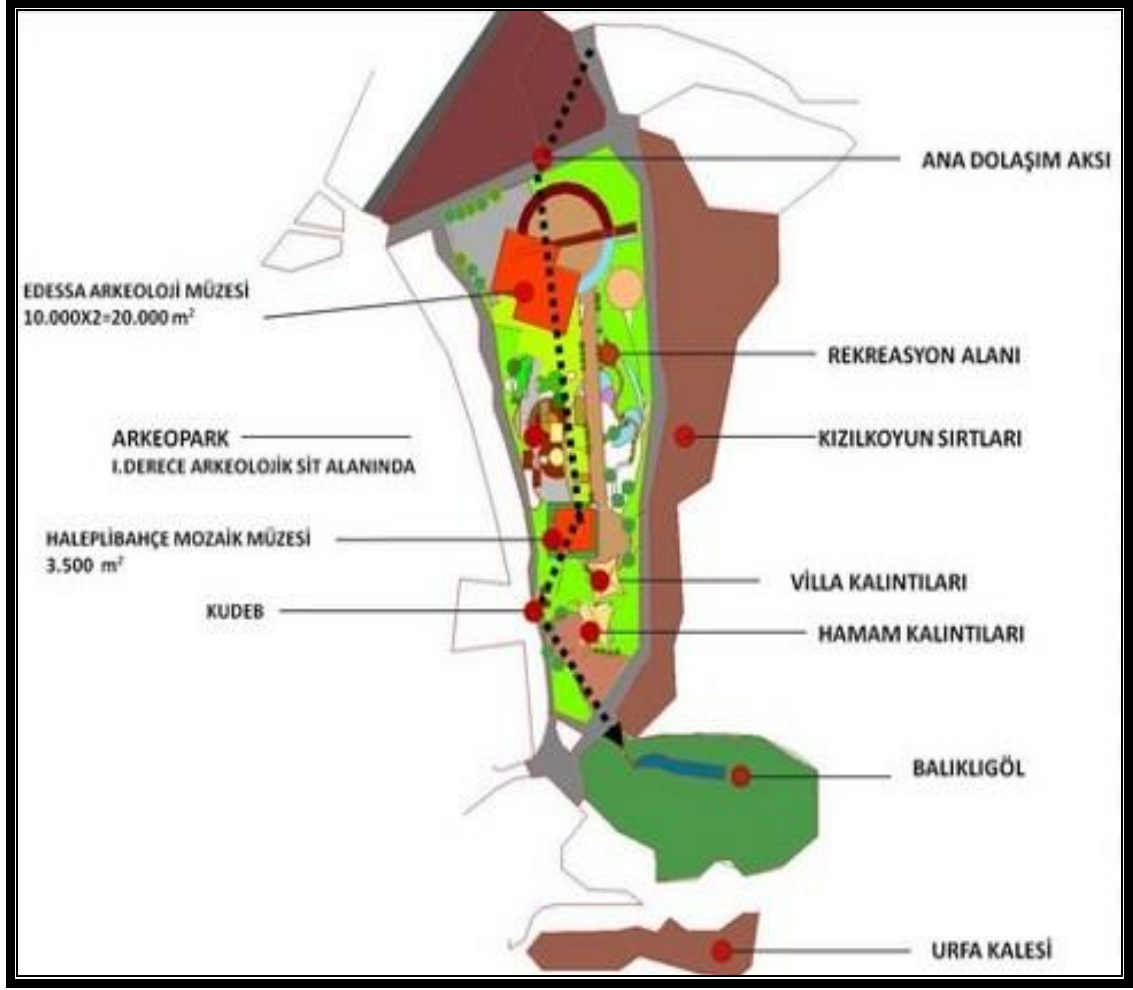 ANA DOLAŞIM AKSI
EDESSA ARKEOLOJİ MÜZESİ
10.000X2=20.000 m²
REKREASYON ALANI
ARKEOPARK
I.DERECE ARKEOLOJİK SİT ALANINDA
KIZILKOYUN SIRTLARI
HALEPLİBAHÇE MOZAİK MÜZESİ
3.500 m²
VİLLA KALINTILARI
KUDEB
HAMAM KALINTILARI
BALIKLIGÖL
URFA KALESİ